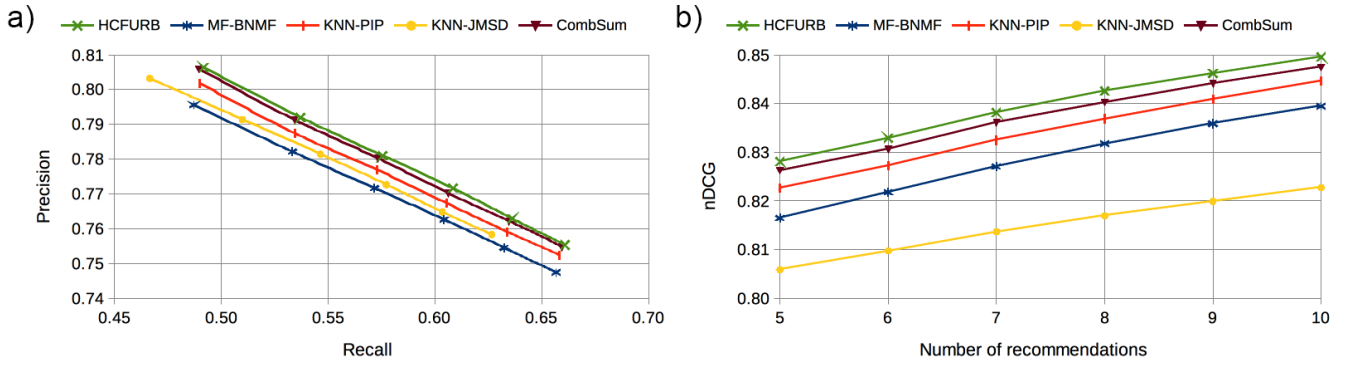 a)
HCFURB MF-BNMF KNN-PIP KNN-JMSD CombSum
0.81
0.80
0.79
0.78
0.77
0.76
0.75
0.74
Precision
0.45 0.50 0.55 0.60 0.65 0.70
Recall
b)
HCFURB MF-BNMF KNN-PIP KNN-JMSD CombSum
0.85
0.84
0.83
0.82
0.81
0.80
nDCG
5 6 7 8 9 10
Number of recommendations